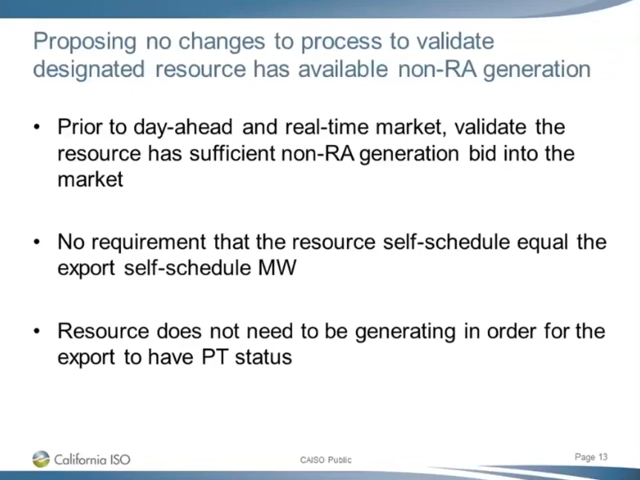 Proposing no changes to process to validate
designated resource has available non-RA generation
• Prior to day-ahead and real-time market, validate the
resource has sufficient non-RA generation bid into the
market
• No requirement that the resource self-schedule equal the
export self-schedule MW
• Resource does not need to be generating in order for the
export to have PT status
California ISO
CAISO Public
Page 13